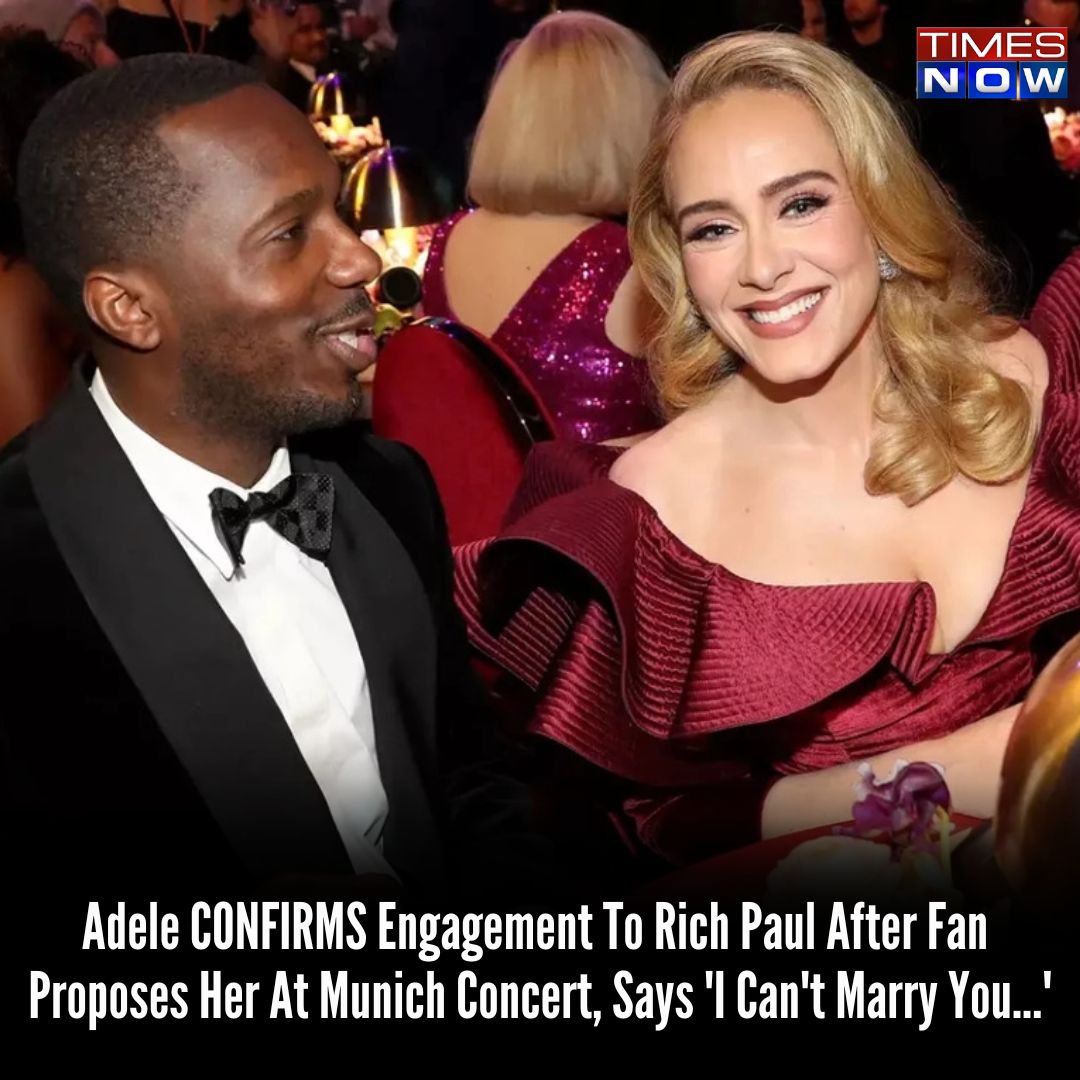 TIMES
NOW
Adele CONFIRMS Engagement To Rich Paul After Fan
Proposes Her At Munich Concert, Says 'I Can't Marry You...'